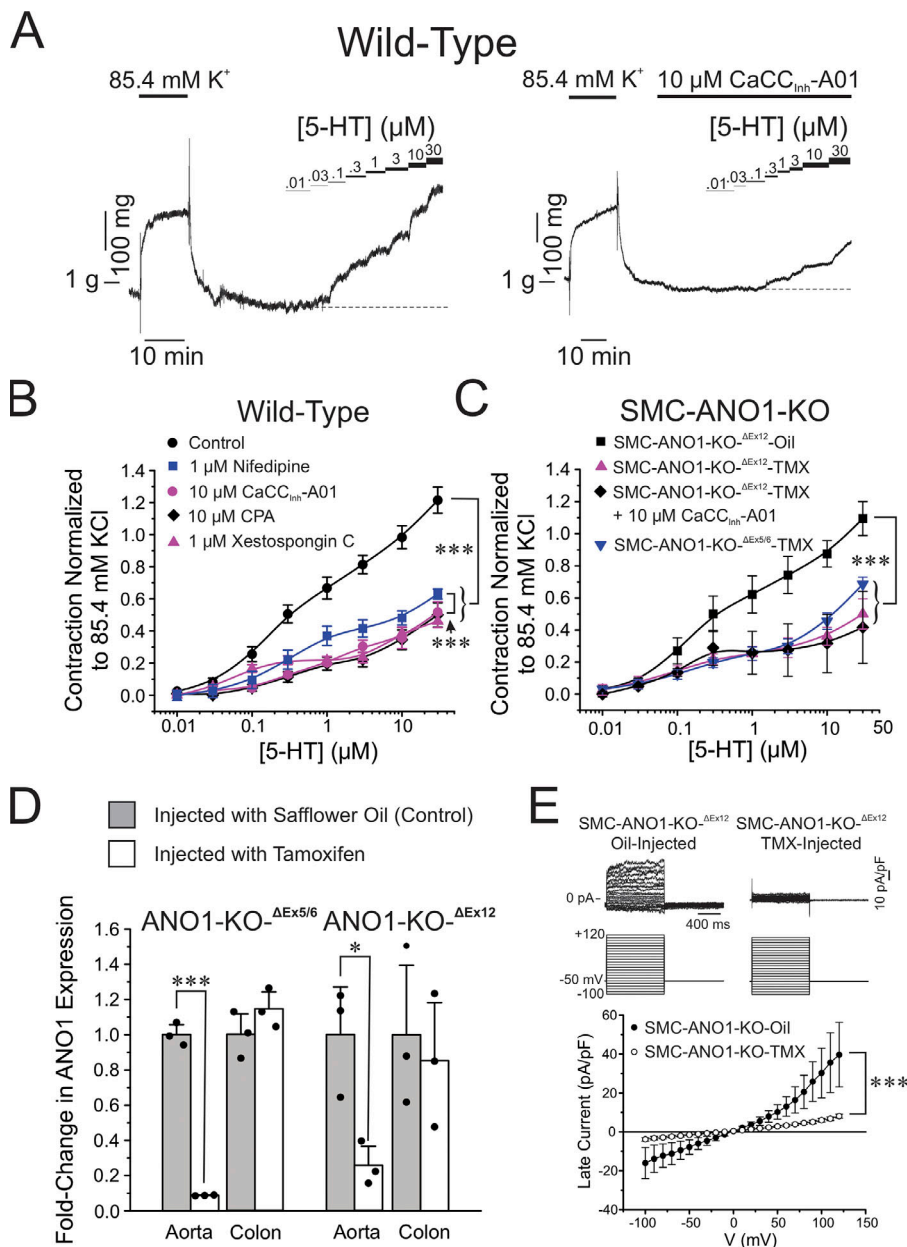 A
Wild-Type
85.4 mM K+
[5-HT] (µM)
.01 .03 .1 .3 1 3 10 30
100 mg
1 g
10 min
85.4 mM K+
10 µM CaCCInh-A01
[5-HT] (µM)
.01 .03 .1 .3 1 3 10 30
100 mg
1 g
10 min
B
Wild-Type
Control
1 µM Nifedipine
10 µM CaCCInh-A01
10 µM CPA
1 µM Xestospongin C
***
***
Contraction Normalized
to 85.4 mM KCl
1.4
1.2
1.0
0.8
0.6
0.4
0.2
0.0
0.01 0.1 1 10
[5-HT] (µM)
C
SMC-ANO1-KO
SMC-ANO1-KO-ΔEx12-Oil
SMC-ANO1-KO-ΔEx12-TMX
SMC-ANO1-KO-ΔEx12-TMX
+ 10 µM CaCCInh-A01
SMC-ANO1-KO-ΔEx5/6-TMX
***
Contraction Normalized
to 85.4 mM KCl
1.4
1.2
1.0
0.8
0.6
0.4
0.2
0.0
0.01 0.1 1 10 50
[5-HT] (µM)
D
Injected with Safflower Oil (Control)
Injected with Tamoxifen
ANO1-KO-ΔEx5/6 ANO1-KO-ΔEx12
*** *
Fold-Change in ANO1 Expression
1.6
1.4
1.2
1.0
0.8
0.6
0.4
0.2
0.0
Aorta Colon Aorta Colon
E
SMC-ANO1-KO-ΔEx12
Oil-Injected
SMC-ANO1-KO-ΔEx12
TMX-Injected
0 pA
400 ms
10 pA/pF
+120
-50 mV
-100
SMC-ANO1-KO-Oil
SMC-ANO1-KO-TMX
***
Late Current (pA/pF)
60
40
20
0
-20
-40
-100 -50 0 50 100
V (mV)